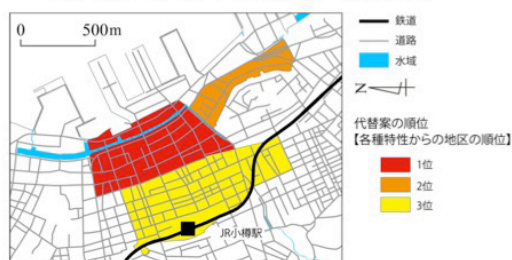 0 500m
鉄道
道路
水域
N
代替案の順位
【各種特性からの地区の順位】
1位
2位
3位
JR小樽駅